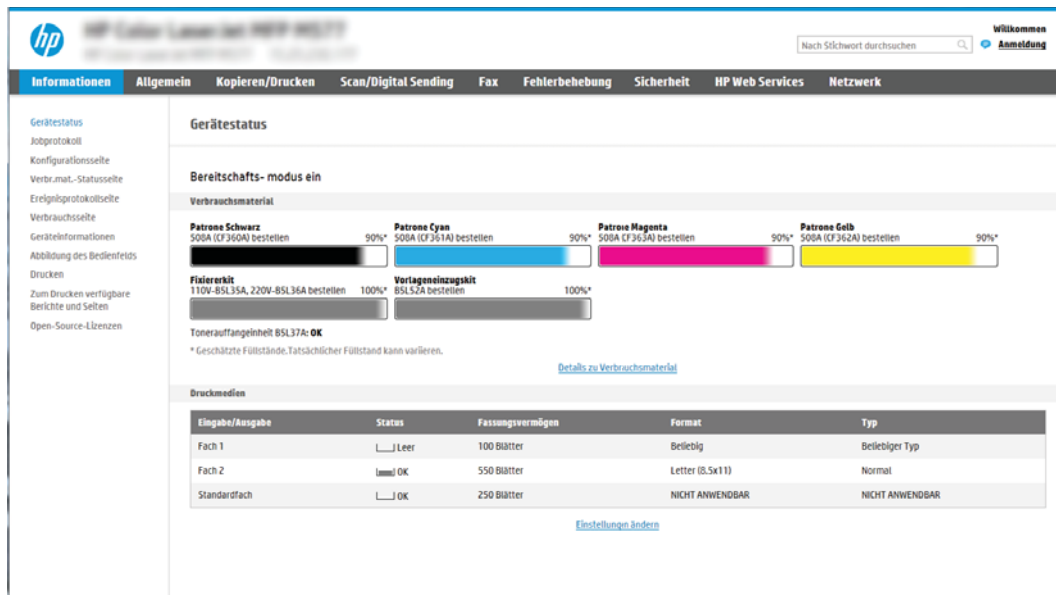 hp
Willkommen
Nach Stichwort durchsuchen
Anmeldung
Informationen Allgemein Kopieren/Drucken Scan/Digital Sending Fax Fehlerbehebung Sicherheit HP Web Services Netzwerk
Gerätestatus
Jobprotokoll
Konfigurationsseite
Verbr.mat.-Statusseite
Ereignisprotokollseite
Verbrauchsseite
Geräteinformationen
Abbildung des Bedienfelds
Drucken
Zum Drucken verfügbare
Berichte und Seiten
Open-Source-Lizenzen
Gerätestatus
Bereitschafts- modus ein
Verbrauchsmaterial
Patrone Schwarz Patrone Cyan Patrone Magenta Patrone Gelb
508A (CF360A) bestellen 90%* 508A (CF361A) bestellen 90%* 508A CF363A) bestellen 90%* 508A (CF362A) bestellen 90%*
Fixiererkit Vorlageneinzugskit
110V-B5L35A, 220V-B5L36A bestellen 100%* B5L52A bestellen 100%*
Tonerauffangeinheit B5L37A: OK
* Geschätzte Füllstände.Tatsächlicher Füllstand kann variieren.
Details zu Verbrauchsmaterial
Druckmedien
Eingabe/Ausgabe Status Fassungsvermögen Format Typ
Fach 1 Leer 100 Blätter Beliebig Beliebiger Typ
Fach 2 OK 550 Blätter Letter (8.5x11) Normal
Standardfach OK 250 Blätter NICHT ANWENDBAR NICHT ANWENDBAR
Einstellungn ändern